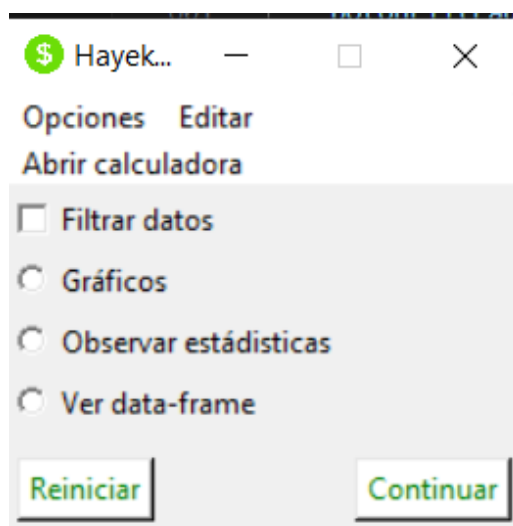 Hayek...
Opciones Editar
Abrir calculadora
Filtrar datos
Gráficos
Observar estádisticas
Ver data-frame
Reiniciar Continuar